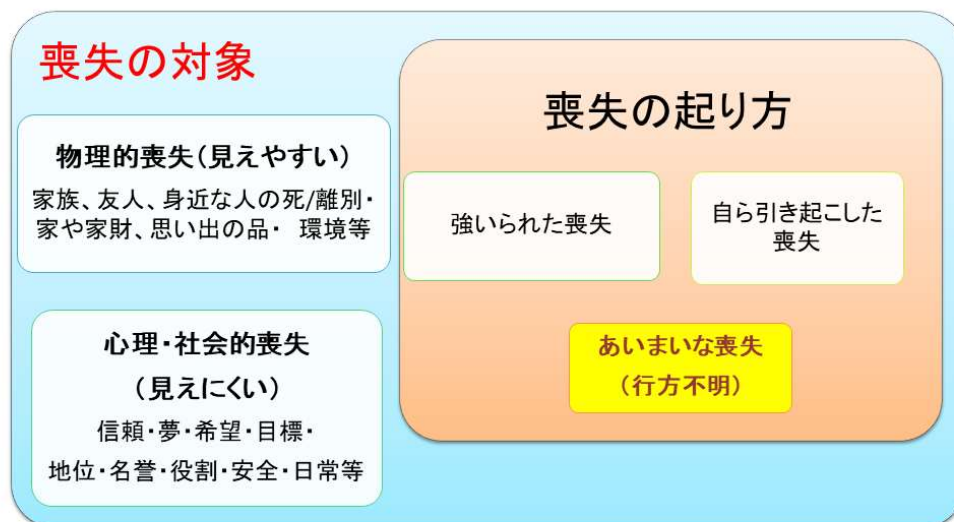 喪失の対象
物理的喪失(見えやすい)
家族、友人、身近な人の死/離別・
家や家財、思い出の品・ 環境等
心理・社会的喪失
(見えにくい)
信頼・夢・希望・目標・
地位・名誉・役割・安全・日常等
喪失の起り方
強いられた喪失
自ら引き起こした
喪失
あいまいな喪失
(行方不明)